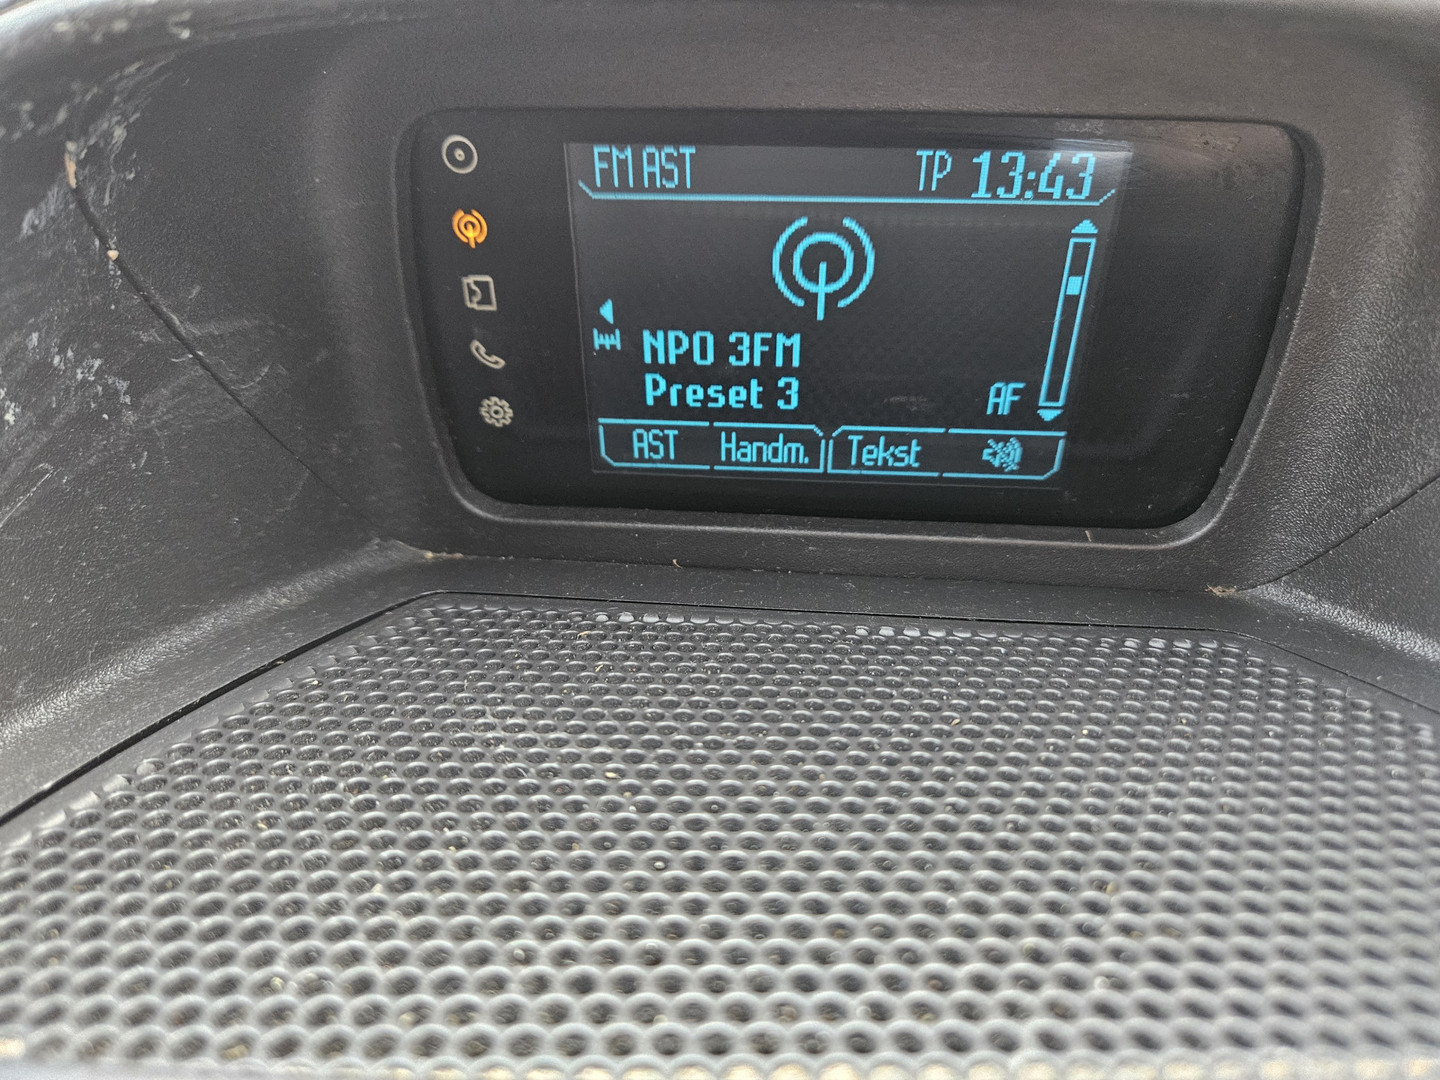 FM AST TP 13:43
NPO 3FM
Preset 3
AF
AST Handm. Tekst